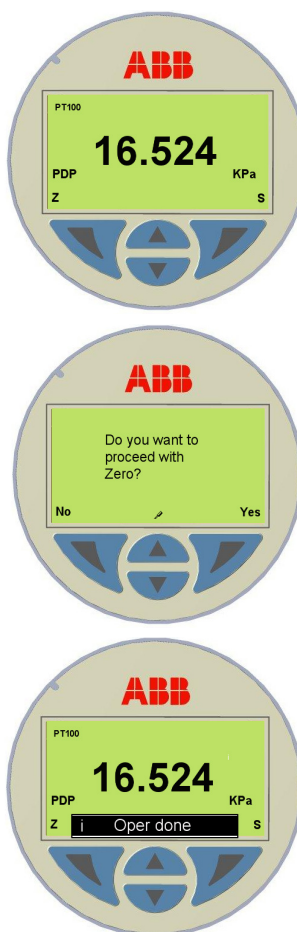 ABB
PT100
16.524
PDP KPa
Z S
ABB
Do you want to
proceed with
Zero?
No Yes
ABB
PT100
16.524
PDP KPa
Z i Oper done S